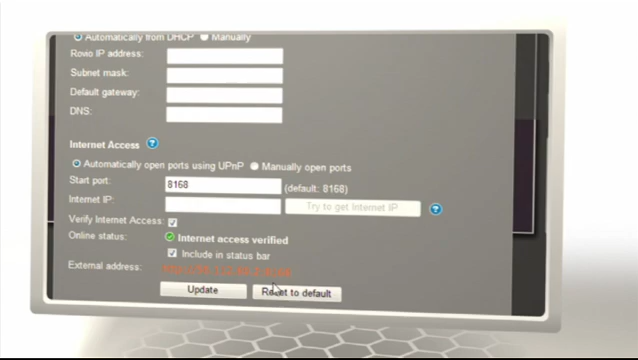 Automatically from DHCP Manually
Rovio IP address:
Subnet mask:
Default gateway:
DNS:
Internet Access ?
Automatically open ports using UPnP Manually open ports
Start port: 8168 (default: 8168)
Internet IP: Try to get Internet IP ?
Verify Internet Access:
Online status: Internet access verified
Include in status bar
External address:
Update Reset to default